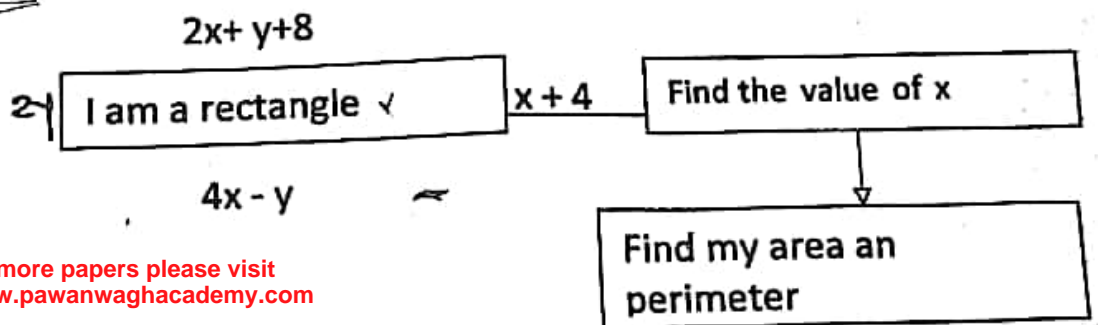 2x+ y+8
2y
I am a rectangle
x + 4
Find the value of x
4x - y
Find my area an
perimeter
more papers please visit
w.pawanwaghacademy.com